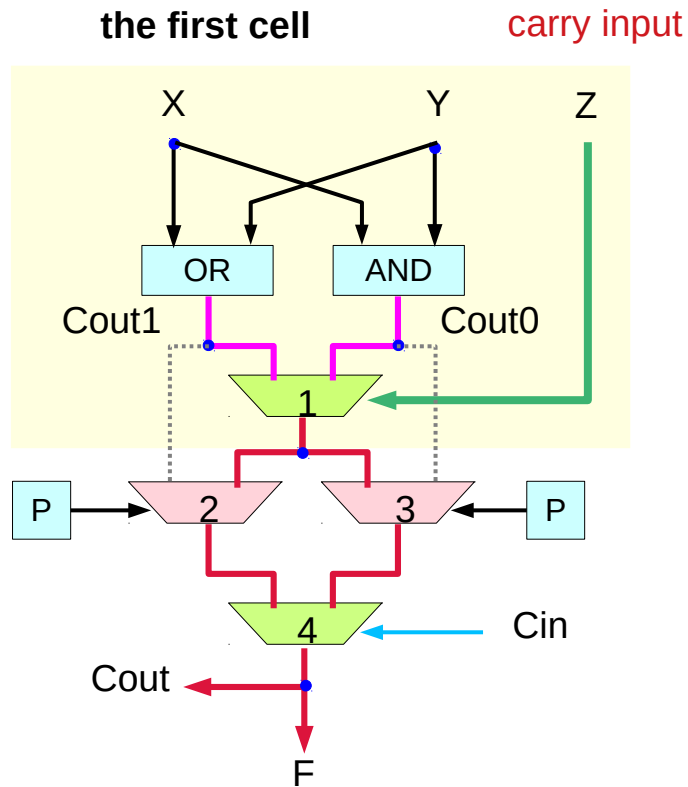 the first cell
carry input
X
Y
Z
OR
AND
Cout1
Cout0
1
P
2
3
P
4
Cin
Cout
F